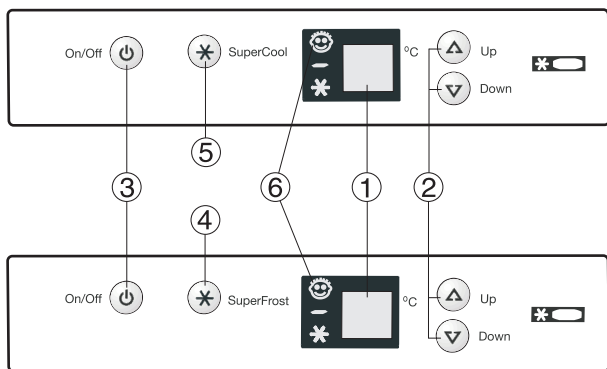 On/Off SuperCool °C Up
Down
5
3 6 1 2
4
On/Off SuperFrost °C Up
Down